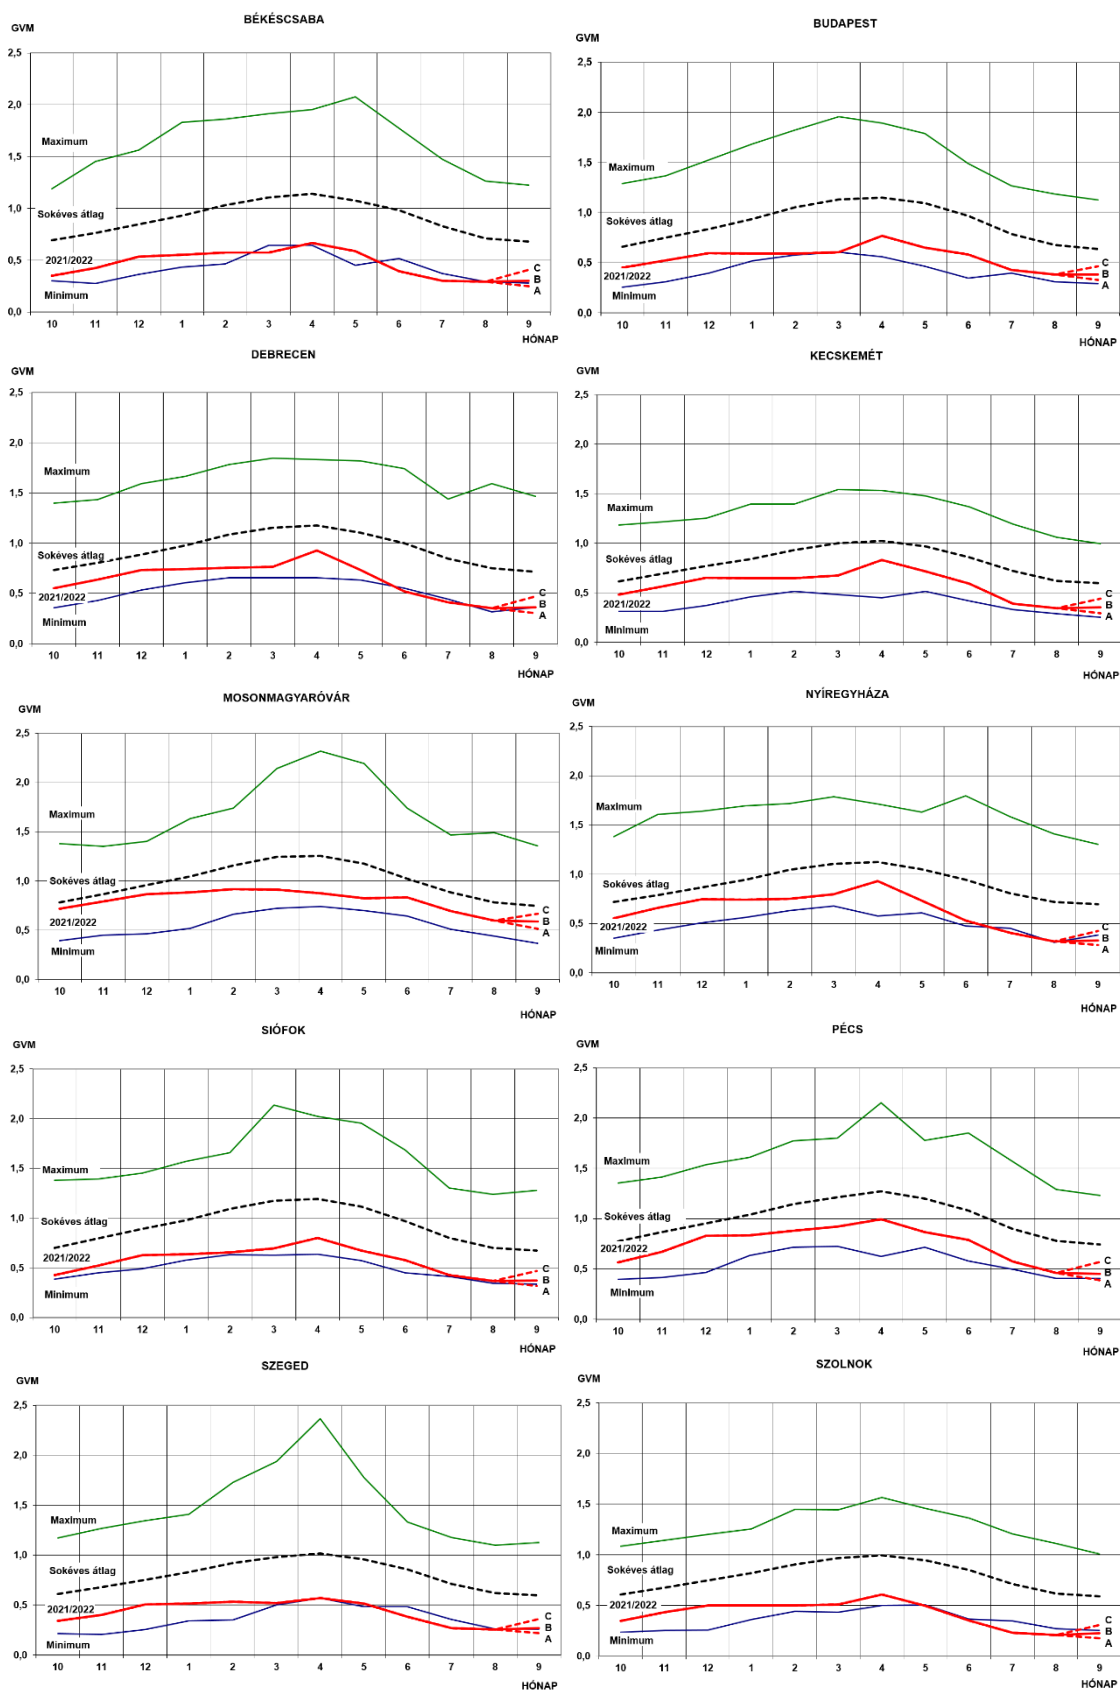 BÉKÉSCSABA
GVM
2,5
2,0
1,5
1,0
0,5
0,0
Maximum
Sokéves átlag
2021/2022
Minimum
C
B
A
10 11 12 1 2 3 4 5 6 7 8 9
HÓNAP
BUDAPEST
GVM
2,5
2,0
1,5
1,0
0,5
0,0
Maximum
Sokéves átlag
2021/2022
Minimum
C
B
A
10 11 12 1 2 3 4 5 6 7 8 9
HÓNAP
DEBRECEN
GVM
2,5
2,0
1,5
1,0
0,5
0,0
Maximum
Sokéves átlag
2021/2022
Minimum
C
B
A
10 11 12 1 2 3 4 5 6 7 8 9
HÓNAP
KECSKEMÉT
GVM
2,5
2,0
1,5
1,0
0,5
0,0
Maximum
Sokéves átlag
2021/2022
Minimum
C
B
A
10 11 12 1 2 3 4 5 6 7 8 9
HÓNAP
MOSONMAGYARÓVÁR
GVM
2,5
2,0
1,5
1,0
0,5
0,0
Maximum
Sokéves átlag
2021/2022
Minimum
C
B
A
10 11 12 1 2 3 4 5 6 7 8 9
HÓNAP
NYÍREGYHÁZA
GVM
2,5
2,0
1,5
1,0
0,5
0,0
Maximum
Sokéves átlag
2021/2022
Minimum
C
B
A
10 11 12 1 2 3 4 5 6 7 8 9
HÓNAP
SIÓFOK
GVM
2,5
2,0
1,5
1,0
0,5
0,0
Maximum
Sokéves átlag
2021/2022
Minimum
C
B
A
10 11 12 1 2 3 4 5 6 7 8 9
HÓNAP
PÉCS
GVM
2,5
2,0
1,5
1,0
0,5
0,0
Maximum
Sokéves átlag
2021/2022
Minimum
C
B
A
10 11 12 1 2 3 4 5 6 7 8 9
HÓNAP
SZEGED
GVM
2,5
2,0
1,5
1,0
0,5
0,0
Maximum
Sokéves átlag
2021/2022
Minimum
C
B
A
10 11 12 1 2 3 4 5 6 7 8 9
HÓNAP
SZOLNOK
GVM
2,5
2,0
1,5
1,0
0,5
0,0
Maximum
Sokéves átlag
2021/2022
Minimum
C
B
A
10 11 12 1 2 3 4 5 6 7 8 9
HÓNAP